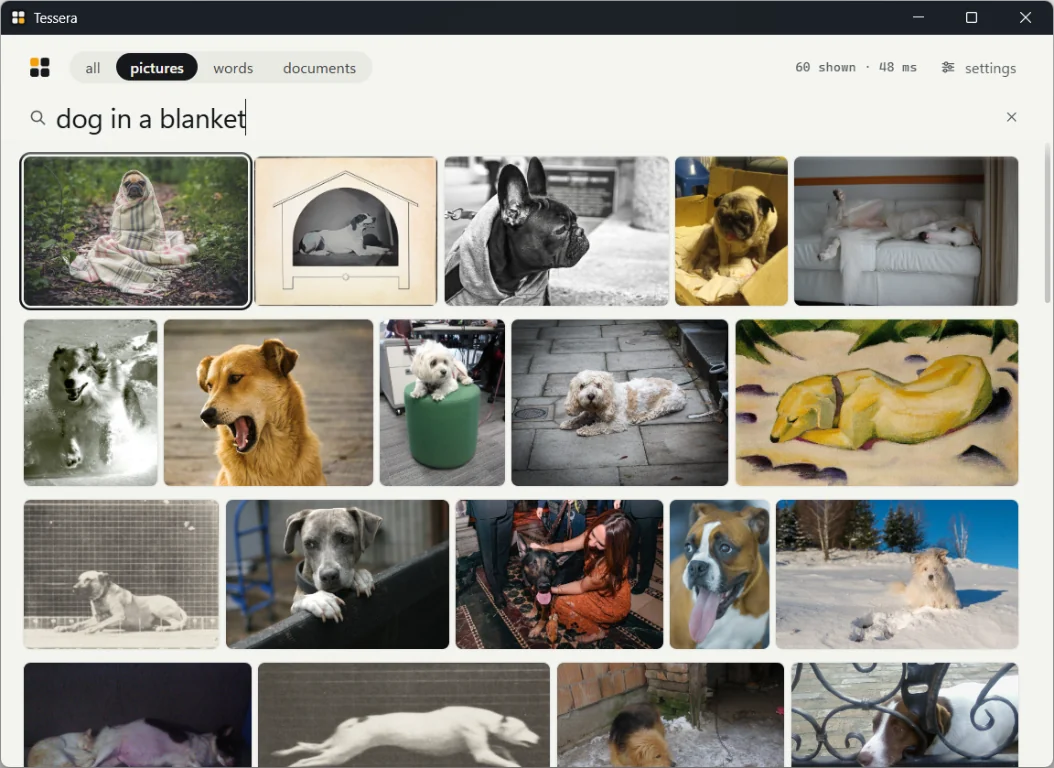 Tessera
all pictures words documents 60 shown · 48 ms settings
dog in a blanket